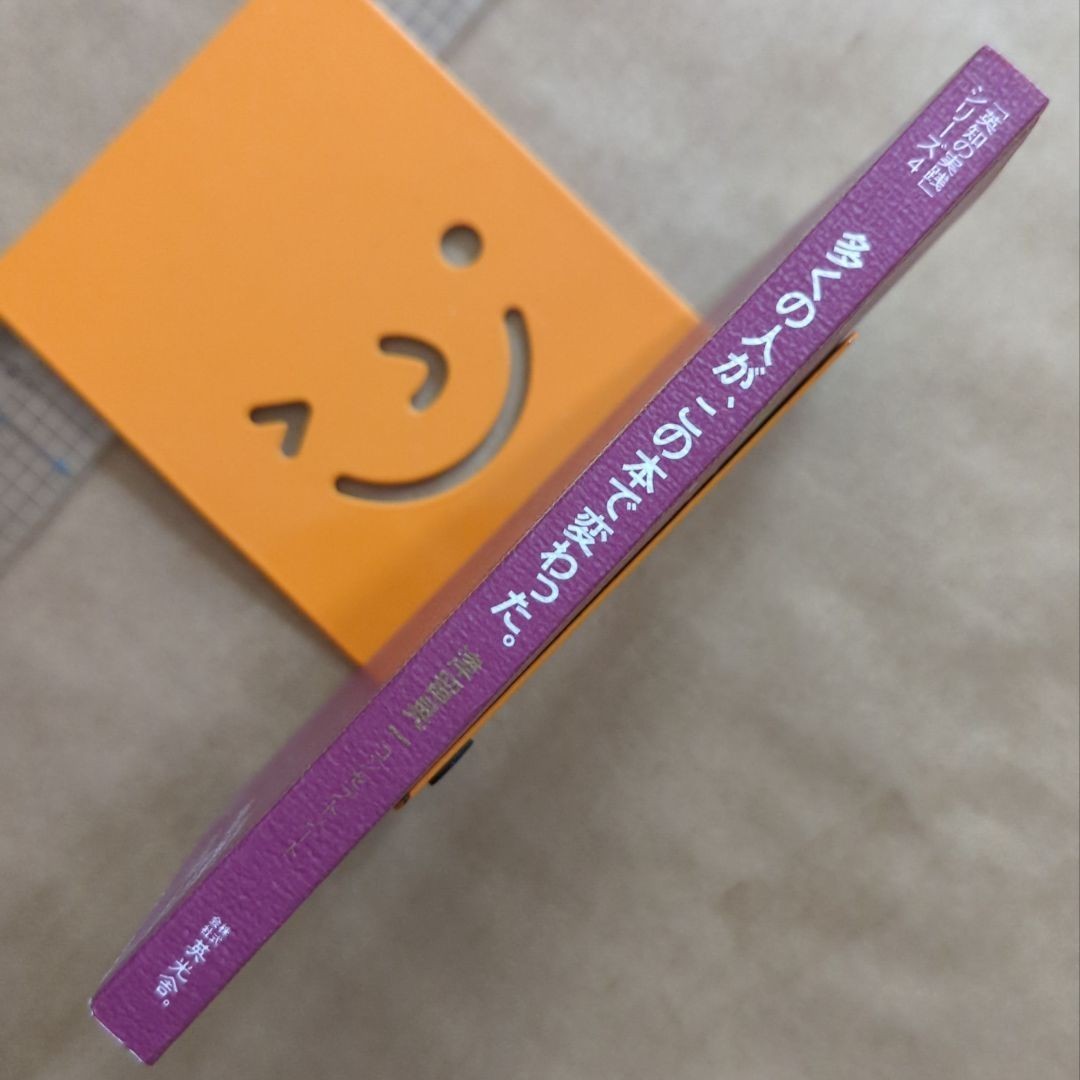 「英知の実践」
シリーズ4
多くの人が、この本で変わった。
株式
会社
英光舎。